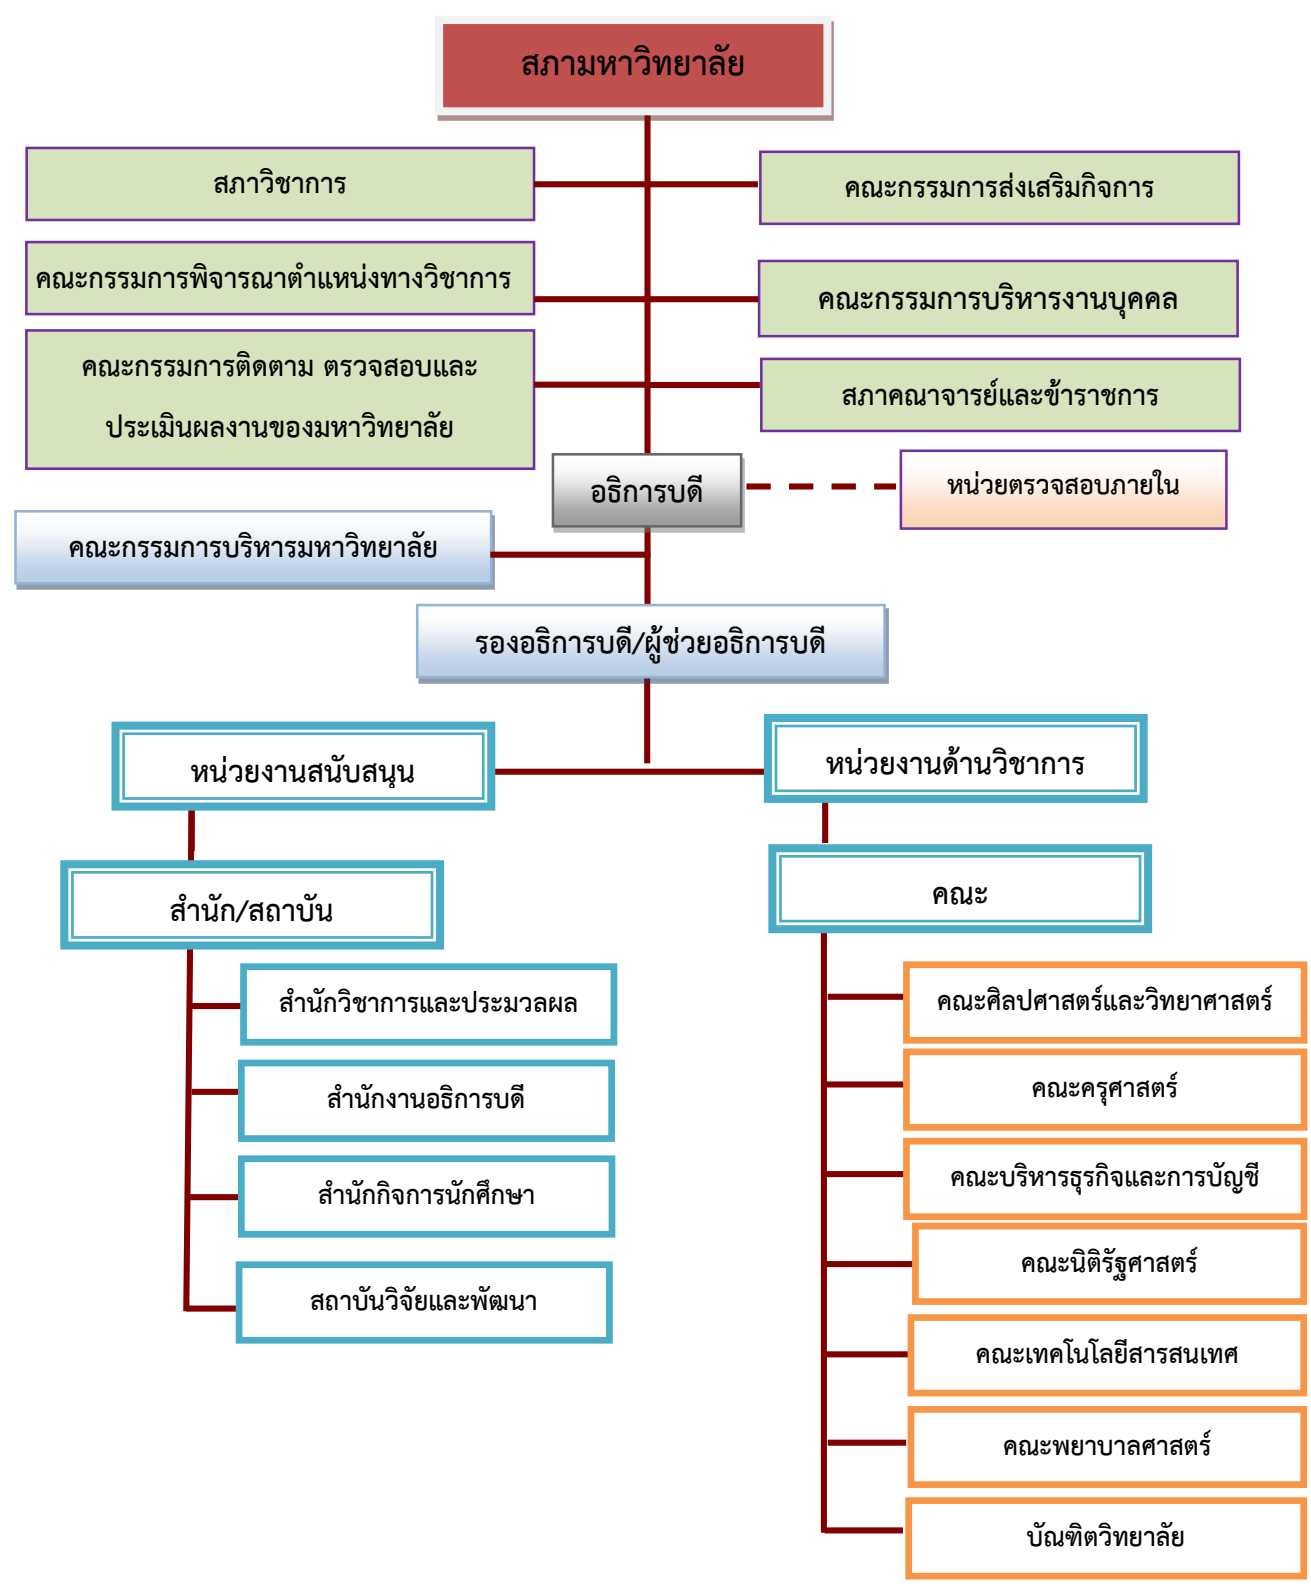 สภามหาวิทยาลัย
สภาวิชาการ
คณะกรรมการส่งเสริมกิจการ
คณะกรรมการพิจารณาตำแหน่งทางวิชาการ
คณะกรรมการบริหารงานบุคคล
คณะกรรมการติดตาม ตรวจสอบและ
ประเมินผลงานของมหาวิทยาลัย
สภาคณาจารย์และข้าราชการ
อธิการบดี
หน่วยตรวจสอบภายใน
คณะกรรมการบริหารมหาวิทยาลัย
รองอธิการบดี/ผู้ช่วยอธิการบดี
หน่วยงานสนับสนุน
หน่วยงานด้านวิชาการ
สำนัก/สถาบัน
คณะ
สำนักวิชาการและประมวลผล
สำนักงานอธิการบดี
สำนักกิจการนักศึกษา
สถาบันวิจัยและพัฒนา
คณะศิลปศาสตร์และวิทยาศาสตร์
คณะครุศาสตร์
คณะบริหารธุรกิจและการบัญชี
คณะนิติรัฐศาสตร์
คณะเทคโนโลยีสารสนเทศ
คณะพยาบาลศาสตร์
บัณฑิตวิทยาลัย